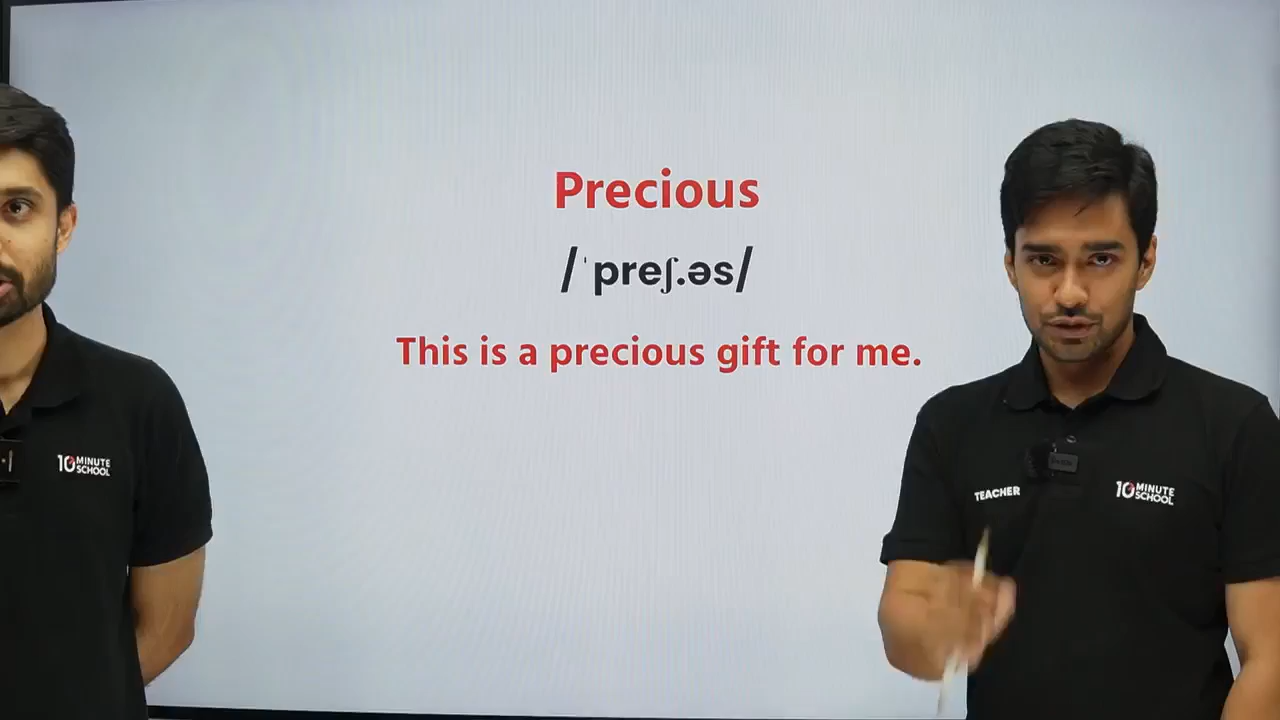 Precious
/ˈpreʃ.əs/
This is a precious gift for me.
10 MINUTE
SCHOOL
TEACHER
10 MINUTE
SCHOOL